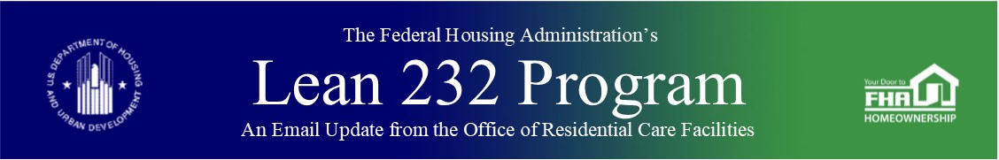 The Federal Housing Administration's
Lean 232 Program
An Email Update from the Office of Residential Care Facilities
U.S. DEPARTMENT OF HOUSING
AND URBAN DEVELOPMENT
Your Door to
FHA
HOMEOWNERSHIP